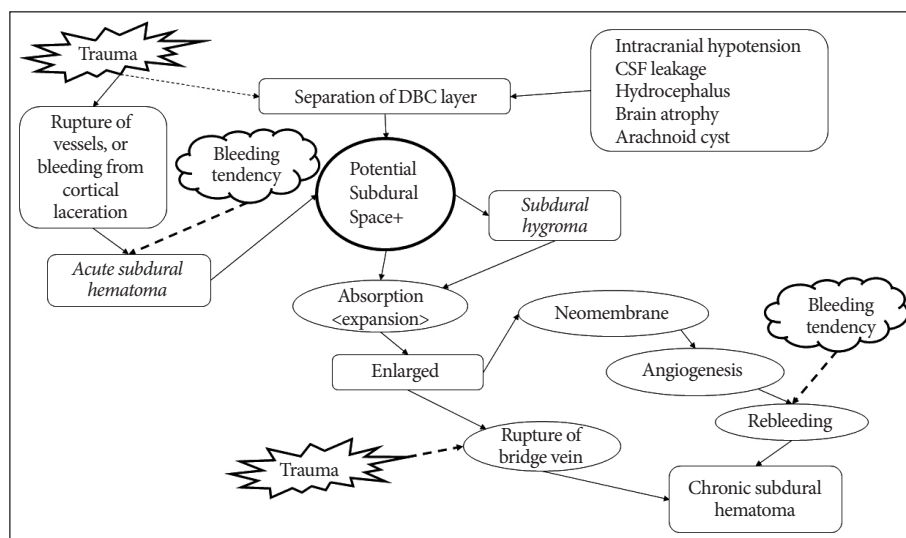 Trauma
Intracranial hypotension
CSF leakage
Hydrocephalus
Brain atrophy
Arachnoid cyst
Separation of DBC layer
Rupture of
vessels, or
bleeding from
cortical
laceration
Bleeding
tendency
Potential
Subdural
Space+
Subdural
hygroma
Acute subdural
hematoma
Absorption
<expansion>
Neomembrane
Bleeding
tendency
Enlarged
Angiogenesis
Rebleeding
Rupture of
bridge vein
Trauma
Chronic subdural
hematoma